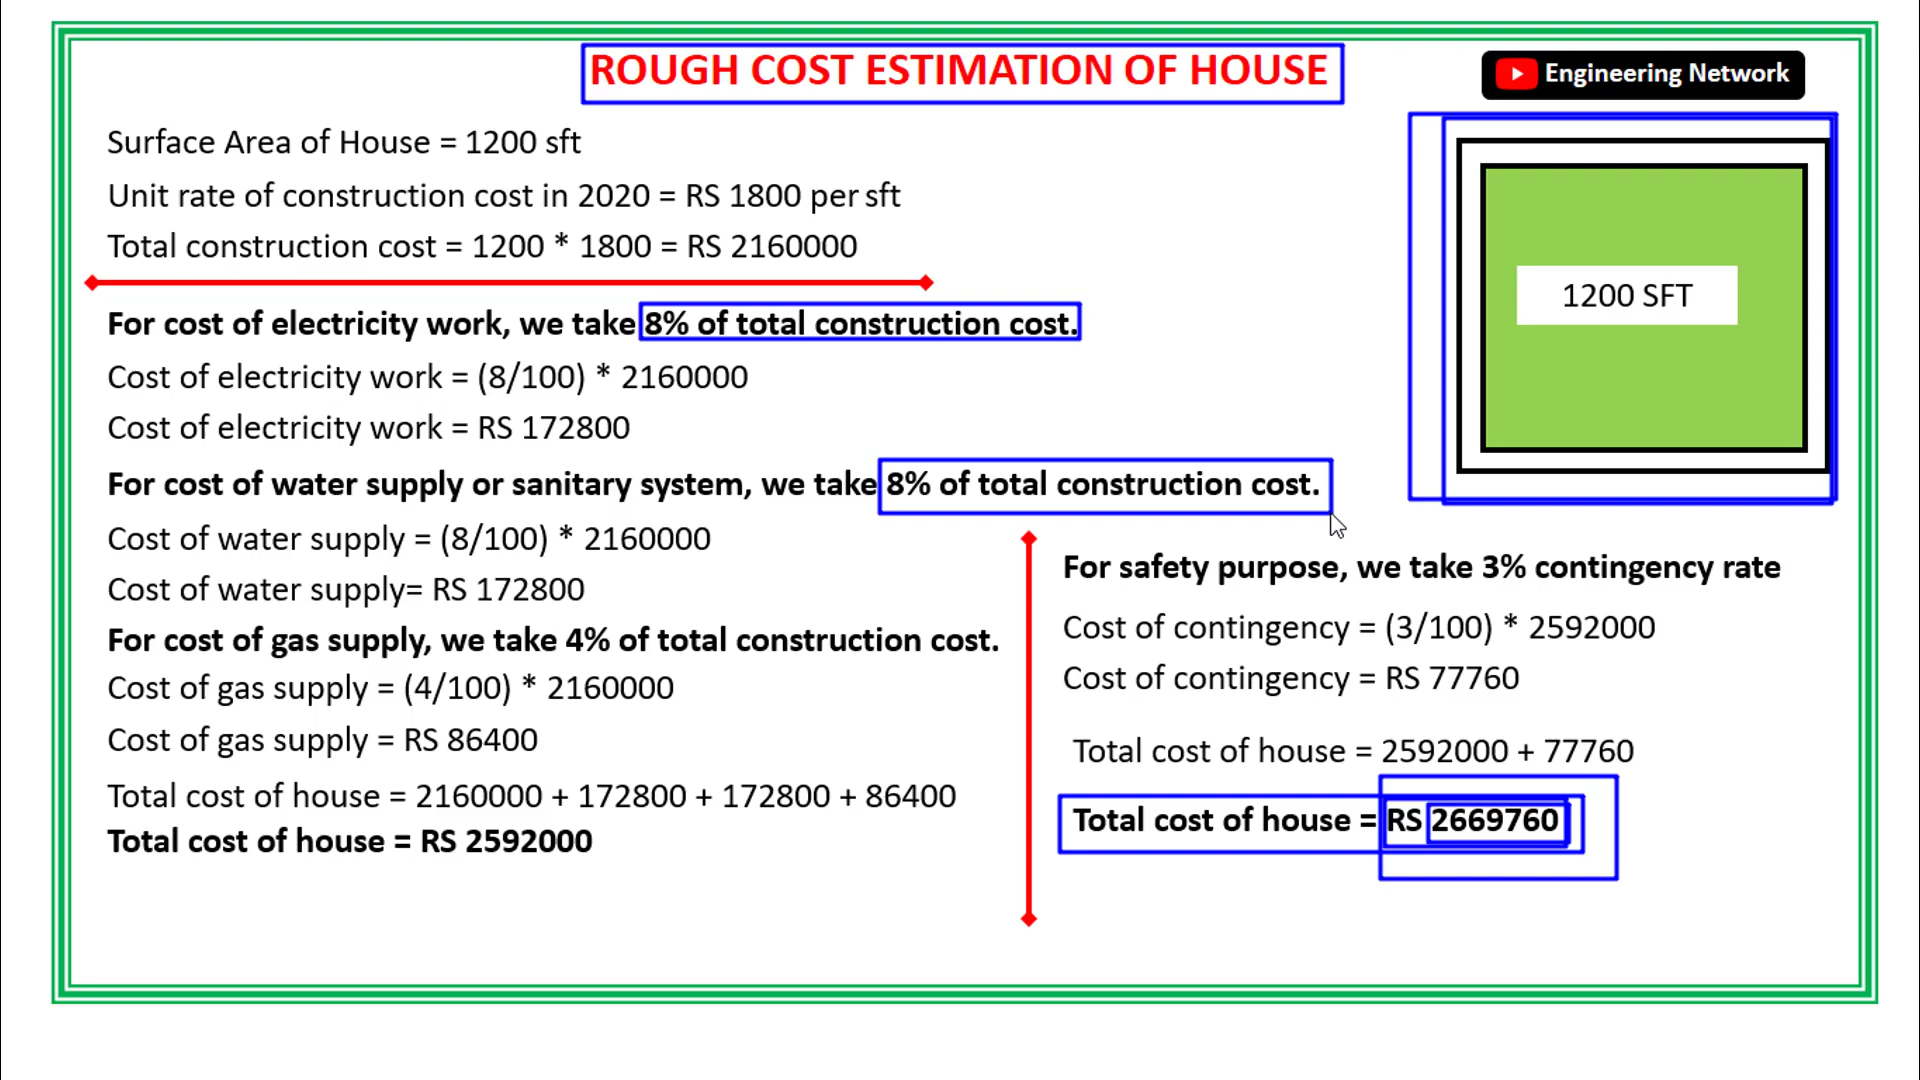 ROUGH COST ESTIMATION OF HOUSE
Engineering Network
Surface Area of House = 1200 sft
Unit rate of construction cost in 2020 = RS 1800 per sft
Total construction cost = 1200 * 1800 = RS 2160000
1200 SFT
For cost of electricity work, we take 8% of total construction cost.
Cost of electricity work = (8/100) * 2160000
Cost of electricity work = RS 172800
For cost of water supply or sanitary system, we take 8% of total construction cost.
Cost of water supply = (8/100) * 2160000
Cost of water supply= RS 172800
For cost of gas supply, we take 4% of total construction cost.
Cost of gas supply = (4/100) * 2160000
Cost of gas supply = RS 86400
Total cost of house = 2160000 + 172800 + 172800 + 86400
Total cost of house = RS 2592000
For safety purpose, we take 3% contingency rate
Cost of contingency = (3/100) * 2592000
Cost of contingency = RS 77760
Total cost of house = 2592000 + 77760
Total cost of house = RS 2669760